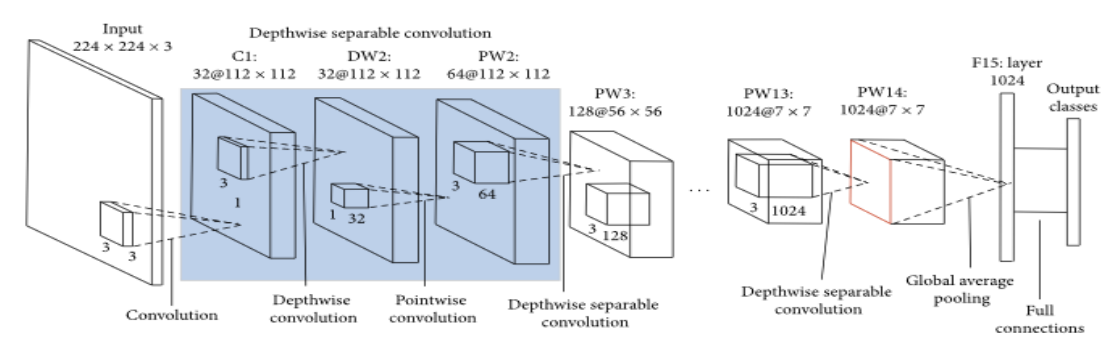 Input
224 × 224 × 3
Depthwise separable convolution
C1:
32@112 × 112
DW2:
32@112 × 112
PW2:
64@112 × 112
PW3:
128@56 × 56
PW13:
1024@7 × 7
PW14:
1024@7 × 7
F15: layer
1024
Output
classes
3
3
3
1
1
32
3
64
3
128
...
3
1024
Convolution
Depthwise
convolution
Pointwise
convolution
Depthwise separable
convolution
Depthwise separable
convolution
Global average
pooling
Full
connections